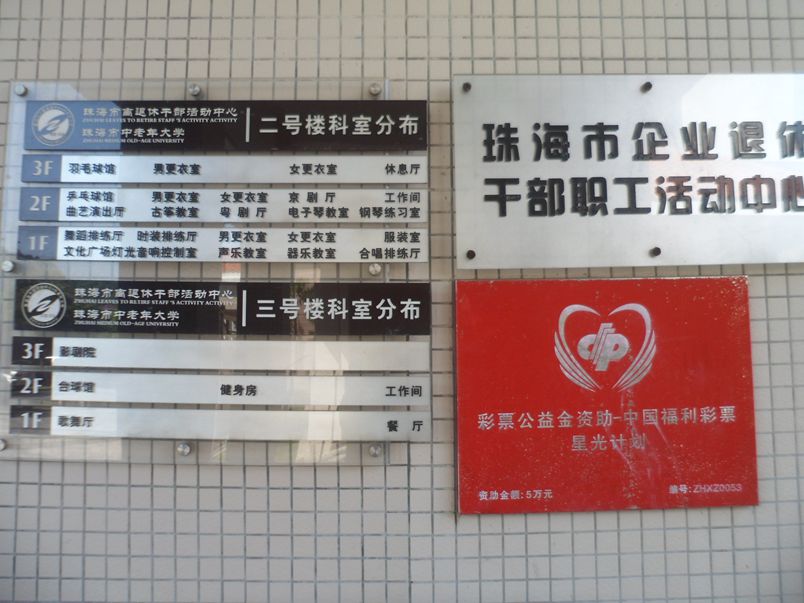 珠海市离退休干部活动中心
ZHUHAI LEAVES TO RETIRE STAFF'S ACTIVITY ACTIVITY
珠海市中老年大学
ZHUHAI MEDIUM OLD-AGE UNIVERSITY
二号楼科室分布
3F 羽毛球馆 男更衣室 女更衣室 休息厅
2F 乒乓球馆 男更衣室 女更衣室 京剧厅 工作间
曲艺演出厅 古筝教室 粤剧厅 电子琴教室 钢琴练习室
1F 舞蹈排练厅 时装排练厅 男更衣室 女更衣室 服装室
文化广场灯光音响控制室 声乐教室 器乐教室 合唱排练厅
珠海市离退休干部活动中心
ZHUHAI LEAVES TO RETIRE STAFF'S ACTIVITY ACTIVITY
珠海市中老年大学
ZHUHAI MEDIUM OLD-AGE UNIVERSITY
三号楼科室分布
3F 影剧院
2F 台球馆 健身房 工作间
1F 歌舞厅 餐厅
珠海市企业退休
干部职工活动中心
彩票公益金资助-中国福利彩票
星光计划
资助金额:5万元 编号:ZHXZ0053